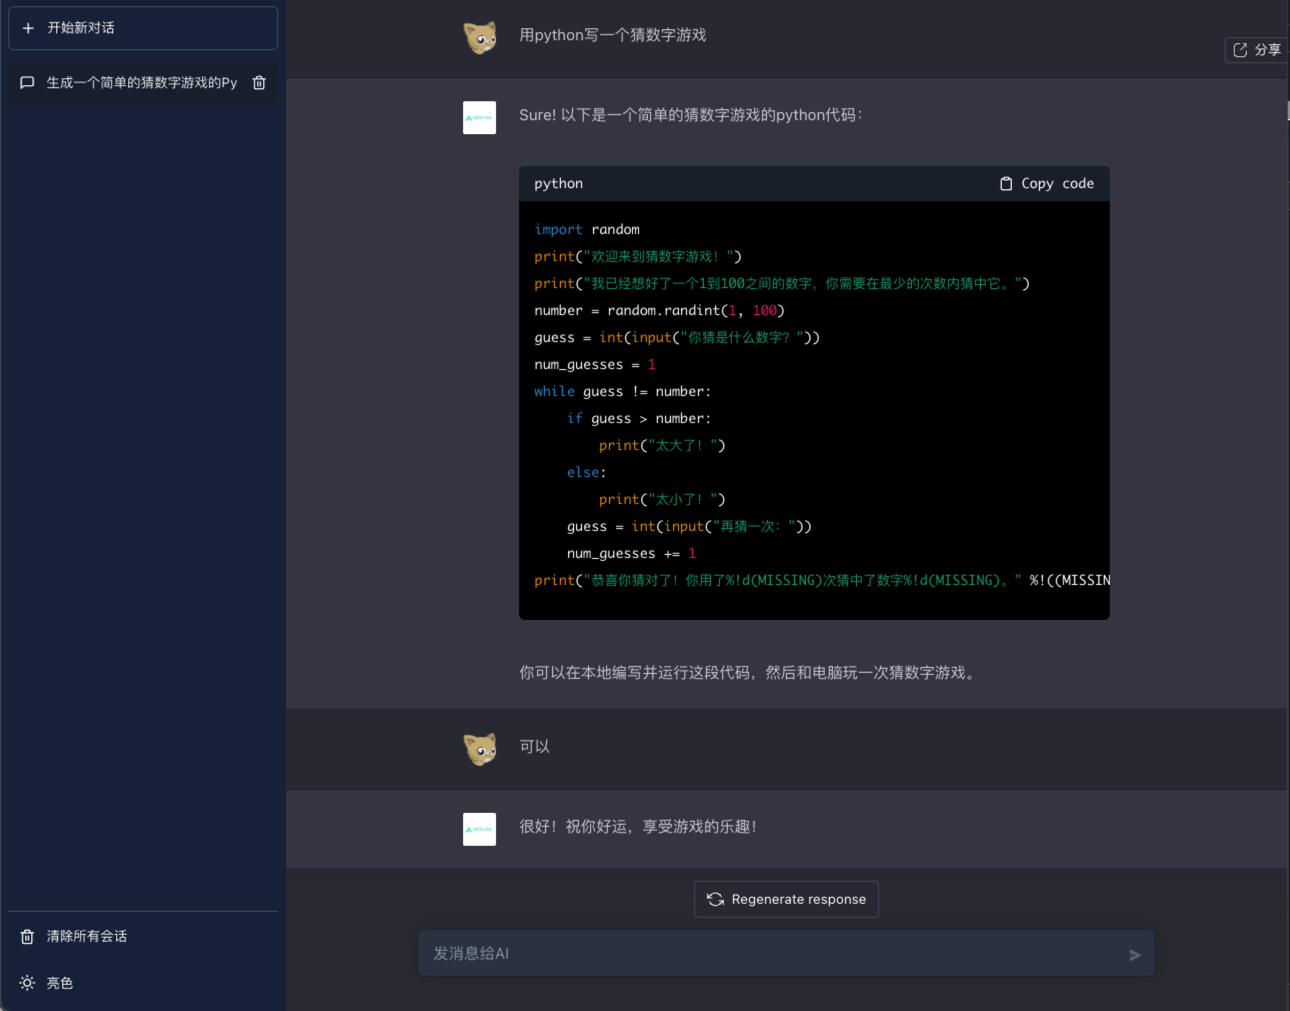 开始新对话
生成一个简单的猜数字游戏的Py
清除所有会话
亮色
用python写一个猜数字游戏
分享
Sure! 以下是一个简单的猜数字游戏的python代码：
python
Copy code
import random
print("欢迎来到猜数字游戏！")
print("我已经想好了一个1到100之间的数字，你需要在最少的次数内猜中它。")
number = random.randint(1, 100)
guess = int(input("你猜是什么数字？"))
num_guesses = 1
while guess != number:
    if guess > number:
        print("太大了！")
    else:
        print("太小了！")
    guess = int(input("再猜一次："))
    num_guesses += 1
print("恭喜你猜对了！你用了%!d(MISSING)次猜中了数字%!d(MISSING)。" %!((MISSIN
你可以在本地编写并运行这段代码，然后和电脑玩一次猜数字游戏。
可以
很好！祝你好运，享受游戏的乐趣！
Regenerate response
发消息给AI